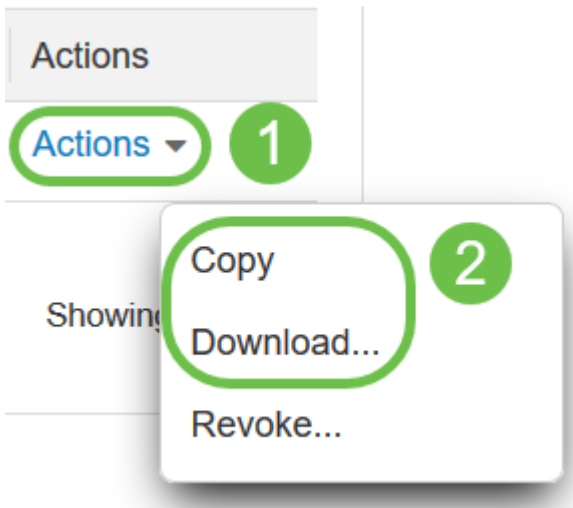 Actions
Actions
1
Copy
2
Showing
Download...
Revoke...